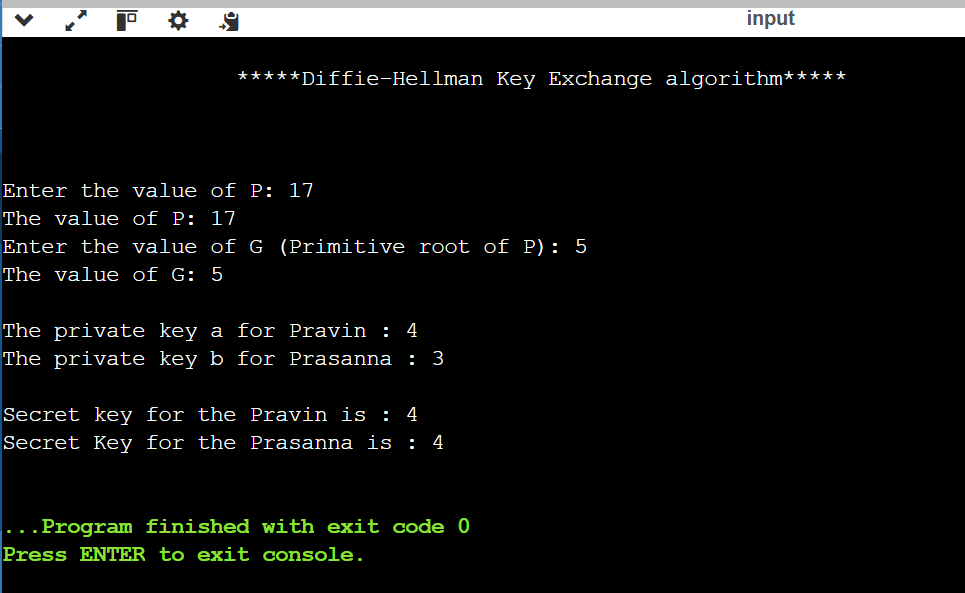 input
*****Diffie-Hellman Key Exchange algorithm*****
Enter the value of P: 17
The value of P: 17
Enter the value of G (Primitive root of P): 5
The value of G: 5
The private key a for Pravin : 4
The private key b for Prasanna : 3
Secret key for the Pravin is : 4
Secret Key for the Prasanna is : 4
...Program finished with exit code 0
Press ENTER to exit console.